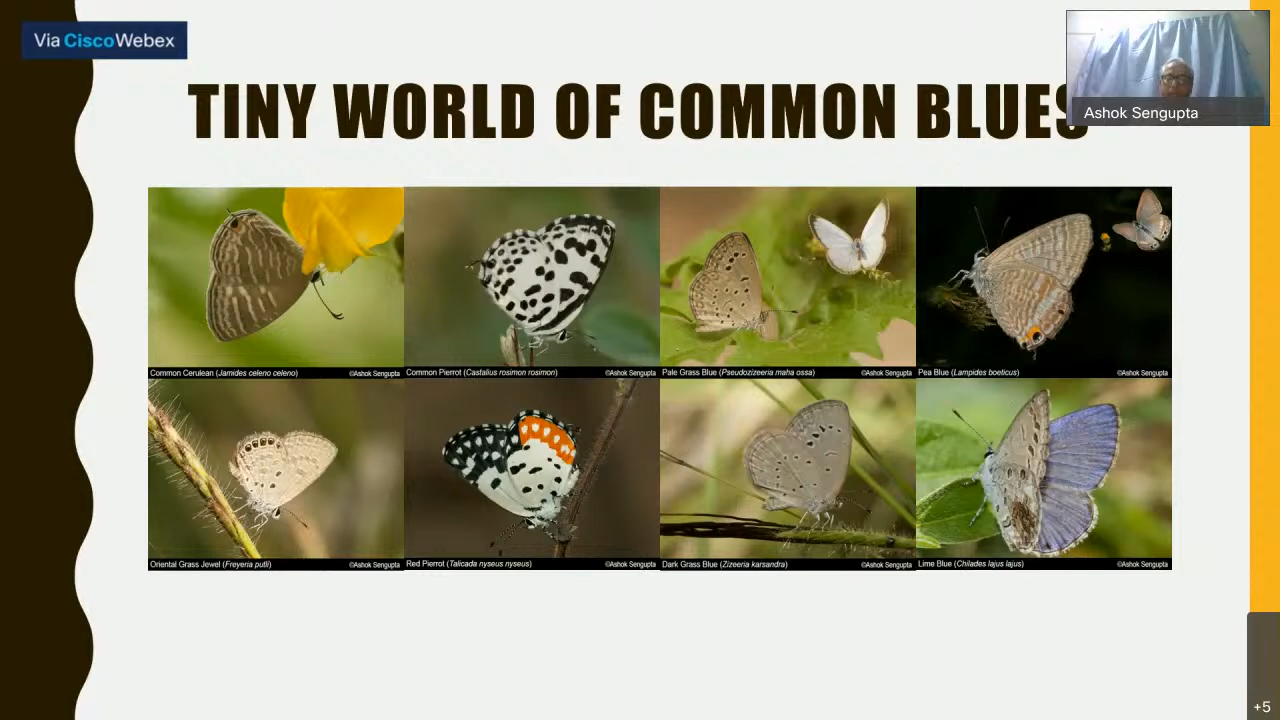 Via CiscoWebex
TINY WORLD OF COMMON BLUES
Ashok Sengupta
Common Cerulean (Jamides celeno celeno) ©Ashok Sengupta
Common Pierrot (Castalius rosimon rosimon) ©Ashok Sengupta
Pale Grass Blue (Pseudozizeeria maha ossa) ©Ashok Sengupta
Pea Blue (Lampides boeticus) ©Ashok Sengupta
Oriental Grass Jewel (Freyeria putli) ©Ashok Sengupta
Red Pierrot (Talicada nyseus nyseus) ©Ashok Sengupta
Dark Grass Blue (Zizeeria karsandra) ©Ashok Sengupta
Lime Blue (Chilades lajus lajus) ©Ashok Sengupta
+5